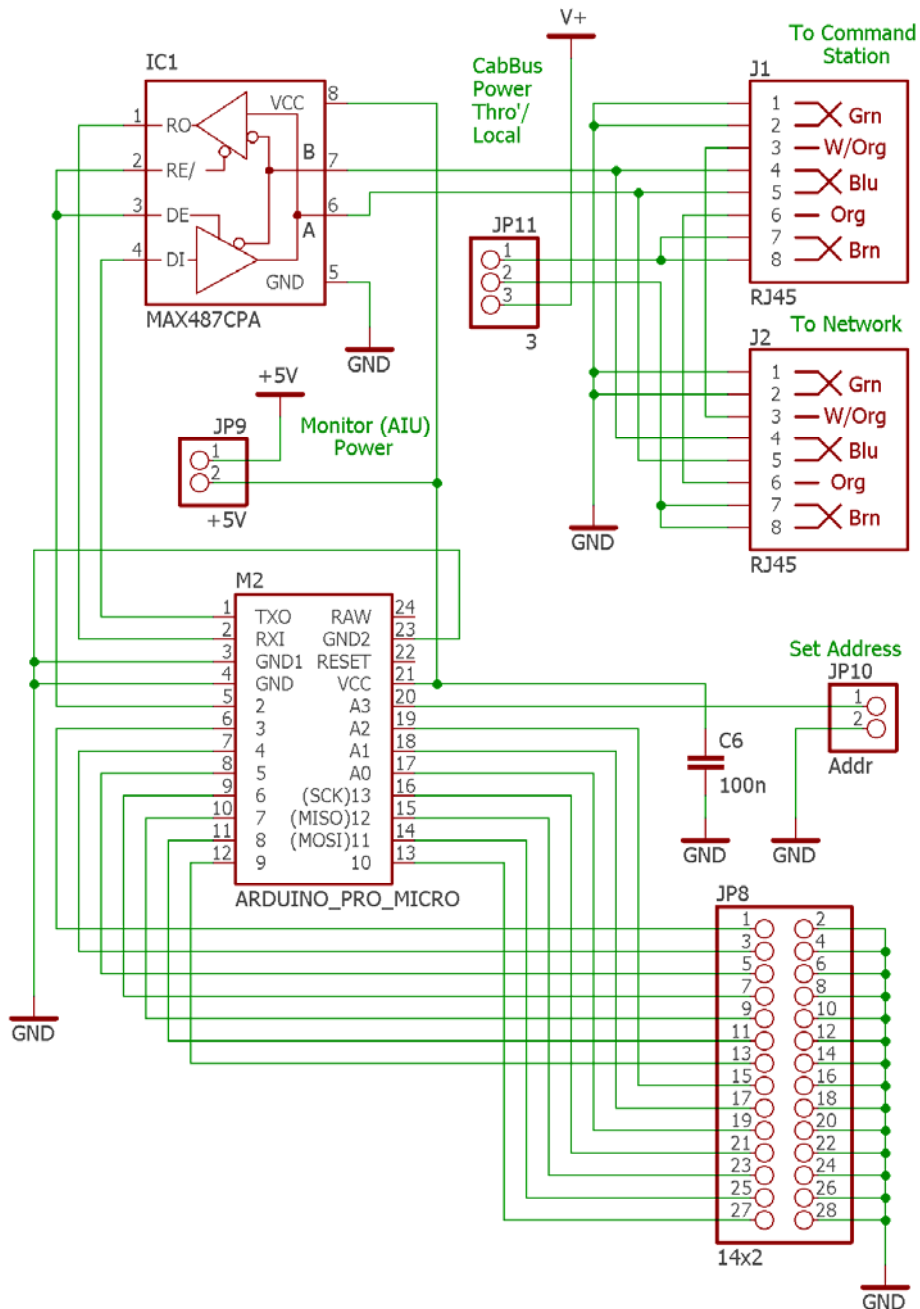 V+
To Command
Station
CabBus
Power
Thro'/
Local
IC1
VCC
1 RO
2 RE/
3 DE
4 DI
8
B 7
A 6
GND 5
MAX487CPA
GND
J1
1
2 Grn
3 W/Org
4
5 Blu
6 Org
7
8 Brn
RJ45
JP11
1
2
3
3
To Network
J2
1
2 Grn
3 W/Org
4
5 Blu
6 Org
7
8 Brn
RJ45
GND
+5V
JP9
1
2
+5V
Monitor (AIU)
Power
M2
1 TXO RAW 24
2 RXI GND2 23
3 GND1 RESET 22
4 GND VCC 21
5 2 A3 20
6 3 A2 19
7 4 A1 18
8 5 A0 17
9 6 (SCK)13 16
10 7 (MISO)12 15
11 8 (MOSI)11 14
12 9 10 13
ARDUINO_PRO_MICRO
Set Address
JP10
1
2
Addr
C6
100n
GND
GND
GND
JP8
1 2
3 4
5 6
7 8
9 10
11 12
13 14
15 16
17 18
19 20
21 22
23 24
25 26
27 28
14x2
GND